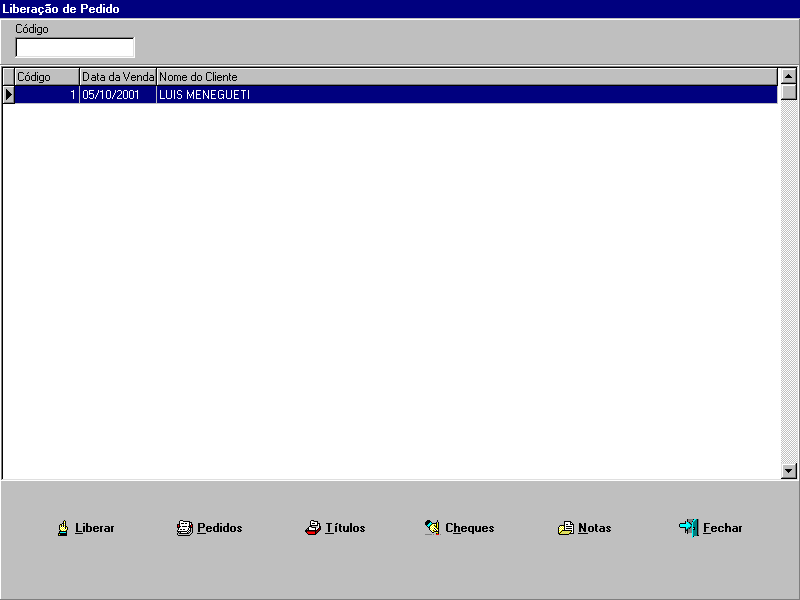 Liberação de Pedido
Código
Código Data da Venda Nome do Cliente
1 05/10/2001 LUIS MENEGUETI
Liberar Pedidos Títulos Cheques Notas Fechar